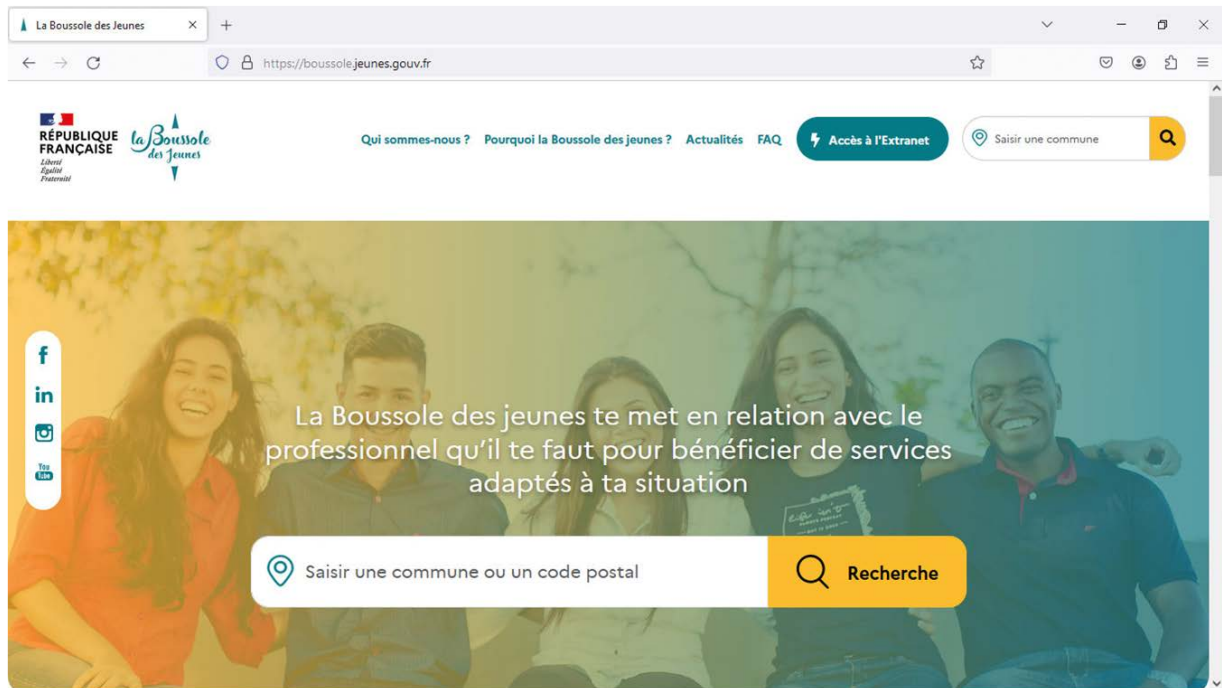 La Boussole des Jeunes
https://boussole.jeunes.gouv.fr
RÉPUBLIQUE
FRANÇAISE
Liberté
Égalité
Fraternité
la Boussole
des Jeunes
Qui sommes-nous ? Pourquoi la Boussole des jeunes ? Actualités FAQ Accès à l'Extranet Saisir une commune
f
in
You
Tube
La Boussole des jeunes te met en relation avec le
professionnel qu'il te faut pour bénéficier de services
adaptés à ta situation
Saisir une commune ou un code postal Recherche